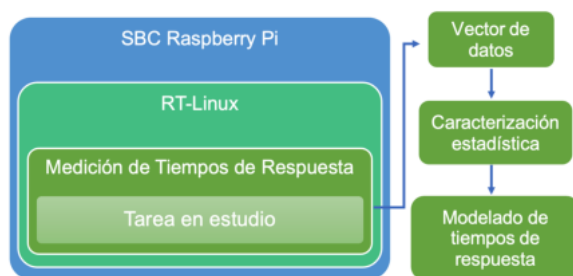 SBC Raspberry Pi
RT-Linux
Medición de Tiempos de Respuesta
Tarea en estudio
Vector de
datos
Caracterización
estadística
Modelado de
tiempos de
respuesta